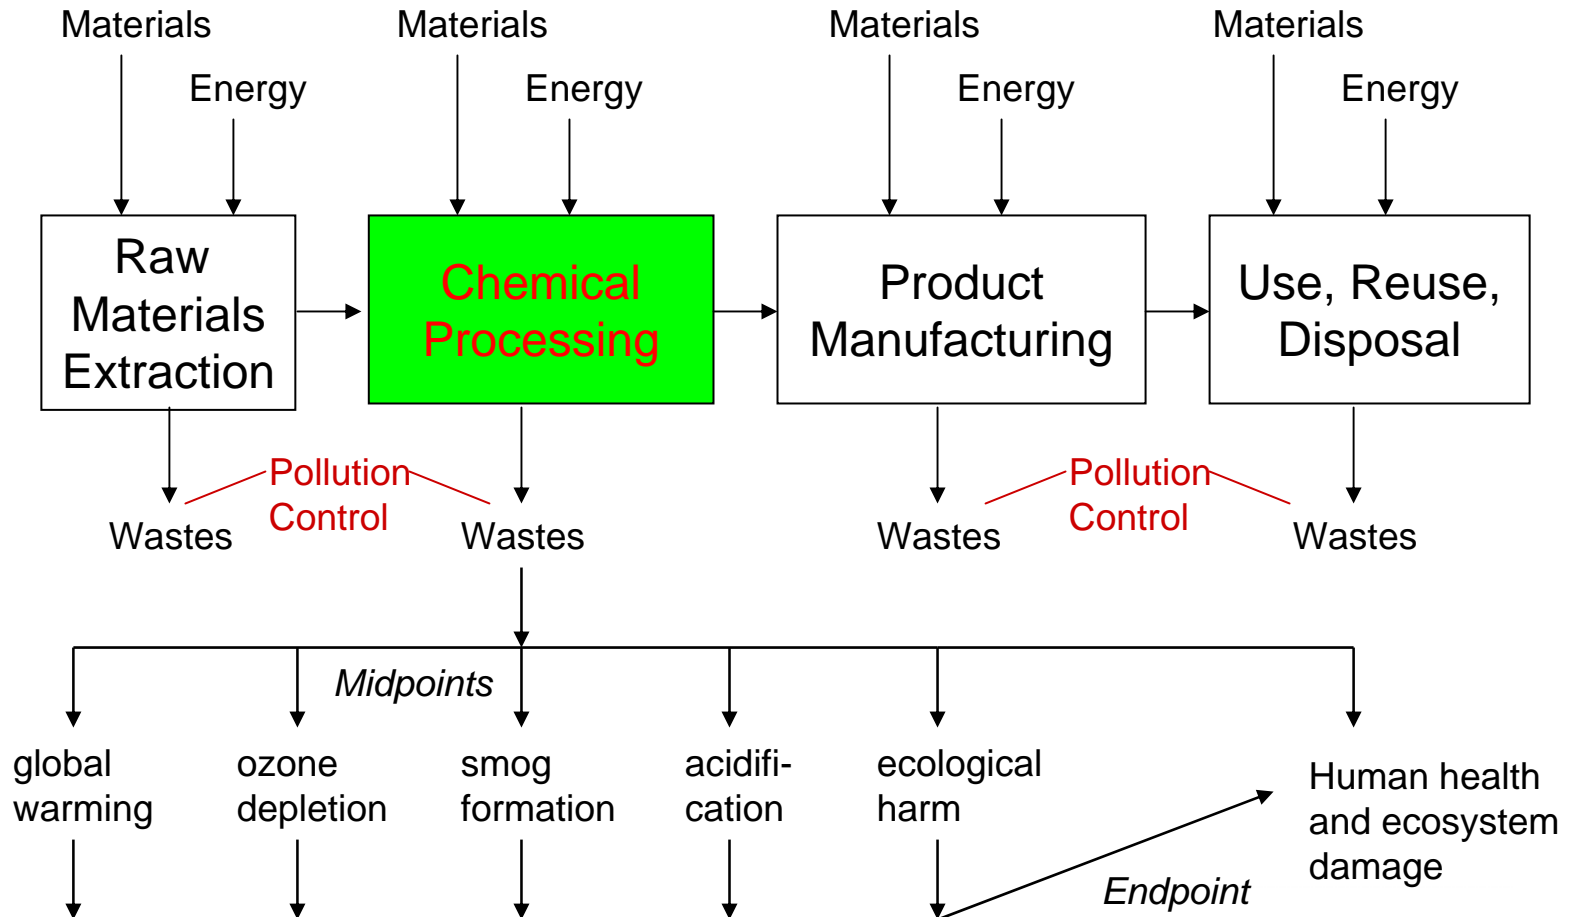 Materials
Materials
Materials
Materials
Energy
Energy
Energy
Energy
Raw
Materials
Extraction
Chemical
Processing
Product
Manufacturing
Use, Reuse,
Disposal
Pollution
Control
Pollution
Control
Wastes
Wastes
Wastes
Wastes
Midpoints
global
warming
ozone
depletion
smog
formation
acidifi-
cation
ecological
harm
Human health
and ecosystem
damage
Endpoint